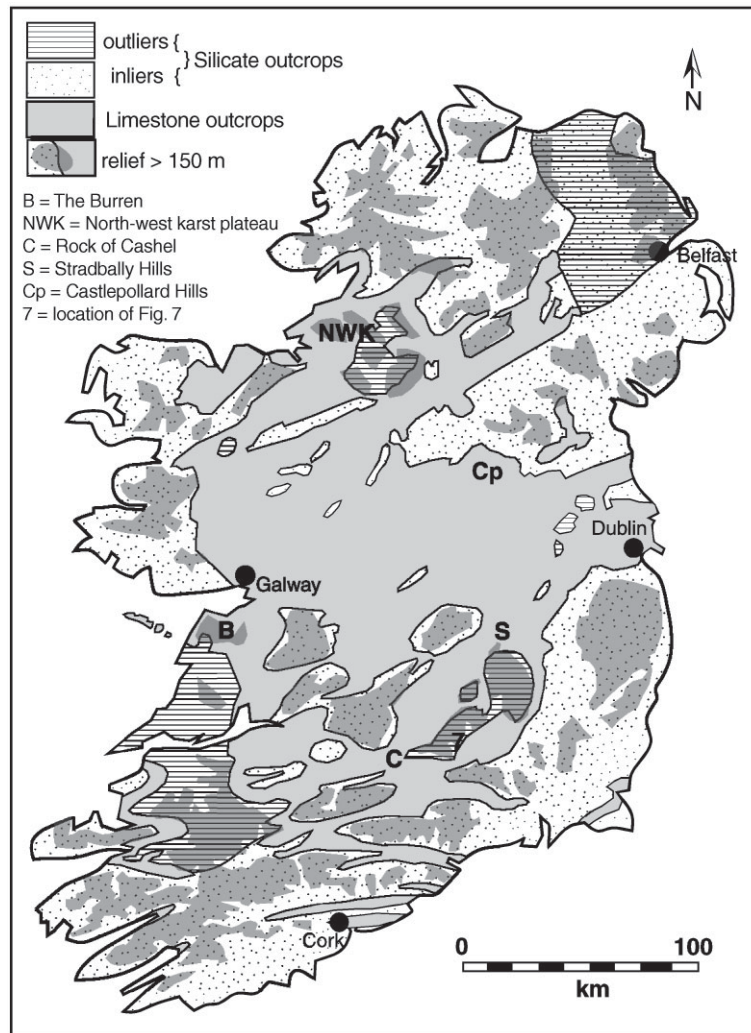 outliers {
} Silicate outcrops
inliers {
Limestone outcrops
relief > 150 m
B = The Burren
NWK = North-west karst plateau
C = Rock of Cashel
S = Stradbally Hills
Cp = Castlepollard Hills
7 = location of Fig. 7
N
Belfast
NWK
Cp
Dublin
Galway
B
S
7
C
Cork
0 100
km